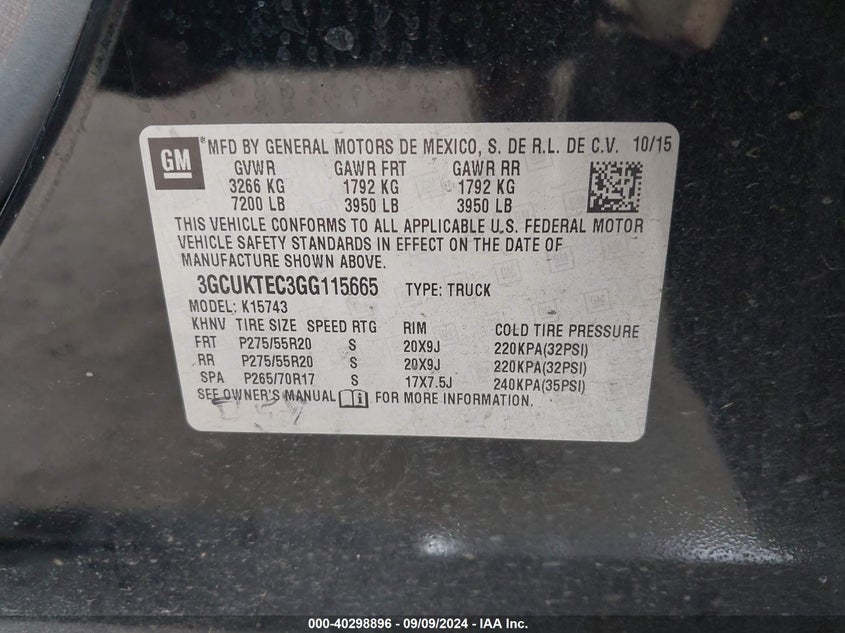 GM ® MFD BY GENERAL MOTORS DE MEXICO, S. DE R.L. DE C.V. 10/15
GVWR GAWR FRT GAWR RR
3266 KG 1792 KG 1792 KG
7200 LB 3950 LB 3950 LB
THIS VEHICLE CONFORMS TO ALL APPLICABLE U.S. FEDERAL MOTOR
VEHICLE SAFETY STANDARDS IN EFFECT ON THE DATE OF
MANUFACTURE SHOWN ABOVE.
3GCUKTEC3GG115665 TYPE: TRUCK
MODEL: K15743
KHNV TIRE SIZE SPEED RTG RIM COLD TIRE PRESSURE
FRT P275/55R20 S 20X9J 220KPA(32PSI)
RR P275/55R20 S 20X9J 220KPA(32PSI)
SPA P265/70R17 S 17X7.5J 240KPA(35PSI)
SEE OWNER'S MANUAL FOR MORE INFORMATION.
000-40298896 - 09/09/2024 - IAA Inc.